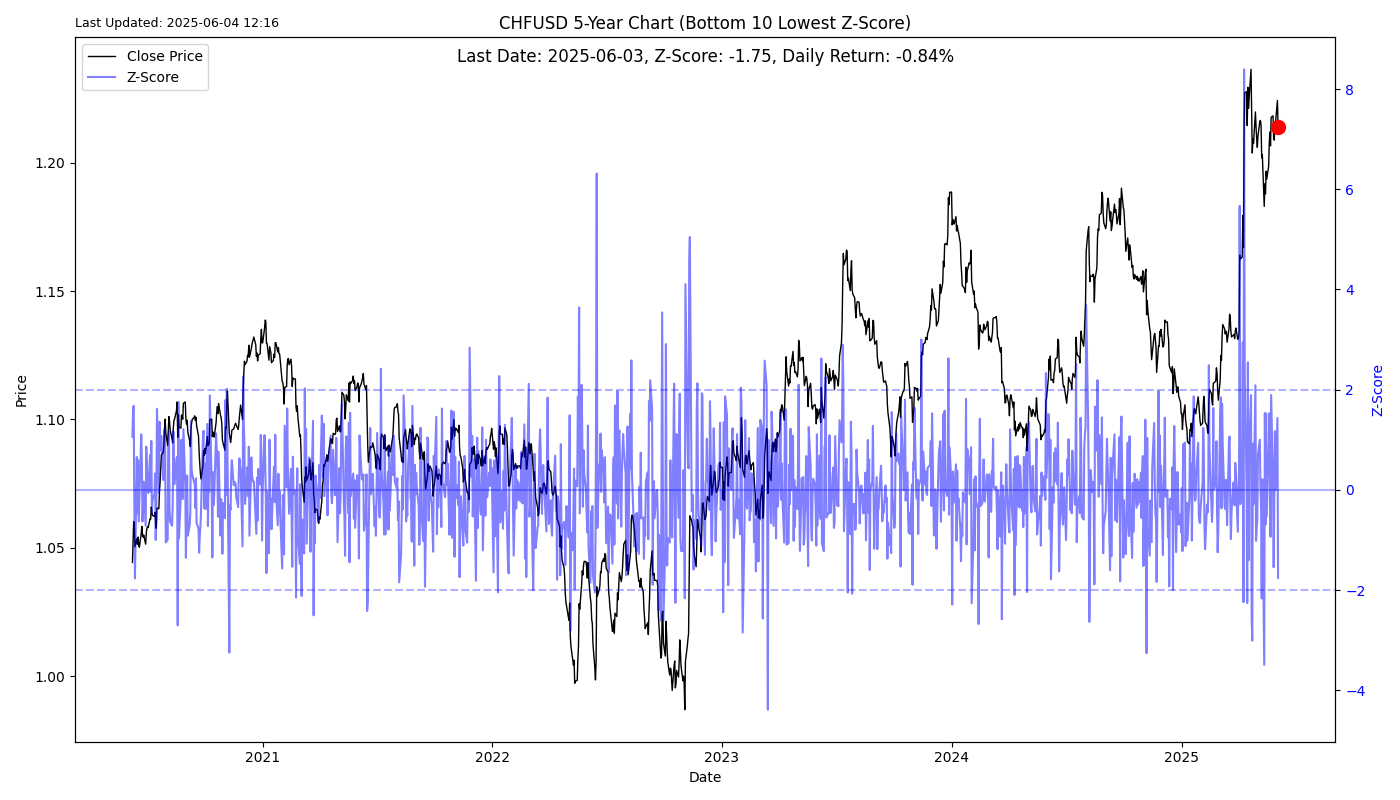 Last Updated: 2025-06-04 12:16
CHFUSD 5-Year Chart (Bottom 10 Lowest Z-Score)
Last Date: 2025-06-03, Z-Score: -1.75, Daily Return: -0.84%
Close Price
Z-Score
Price
1.20
1.15
1.10
1.05
1.00
8
6
4
2
0
−2
−4
Z-Score
2021
2022
2023
2024
2025
Date